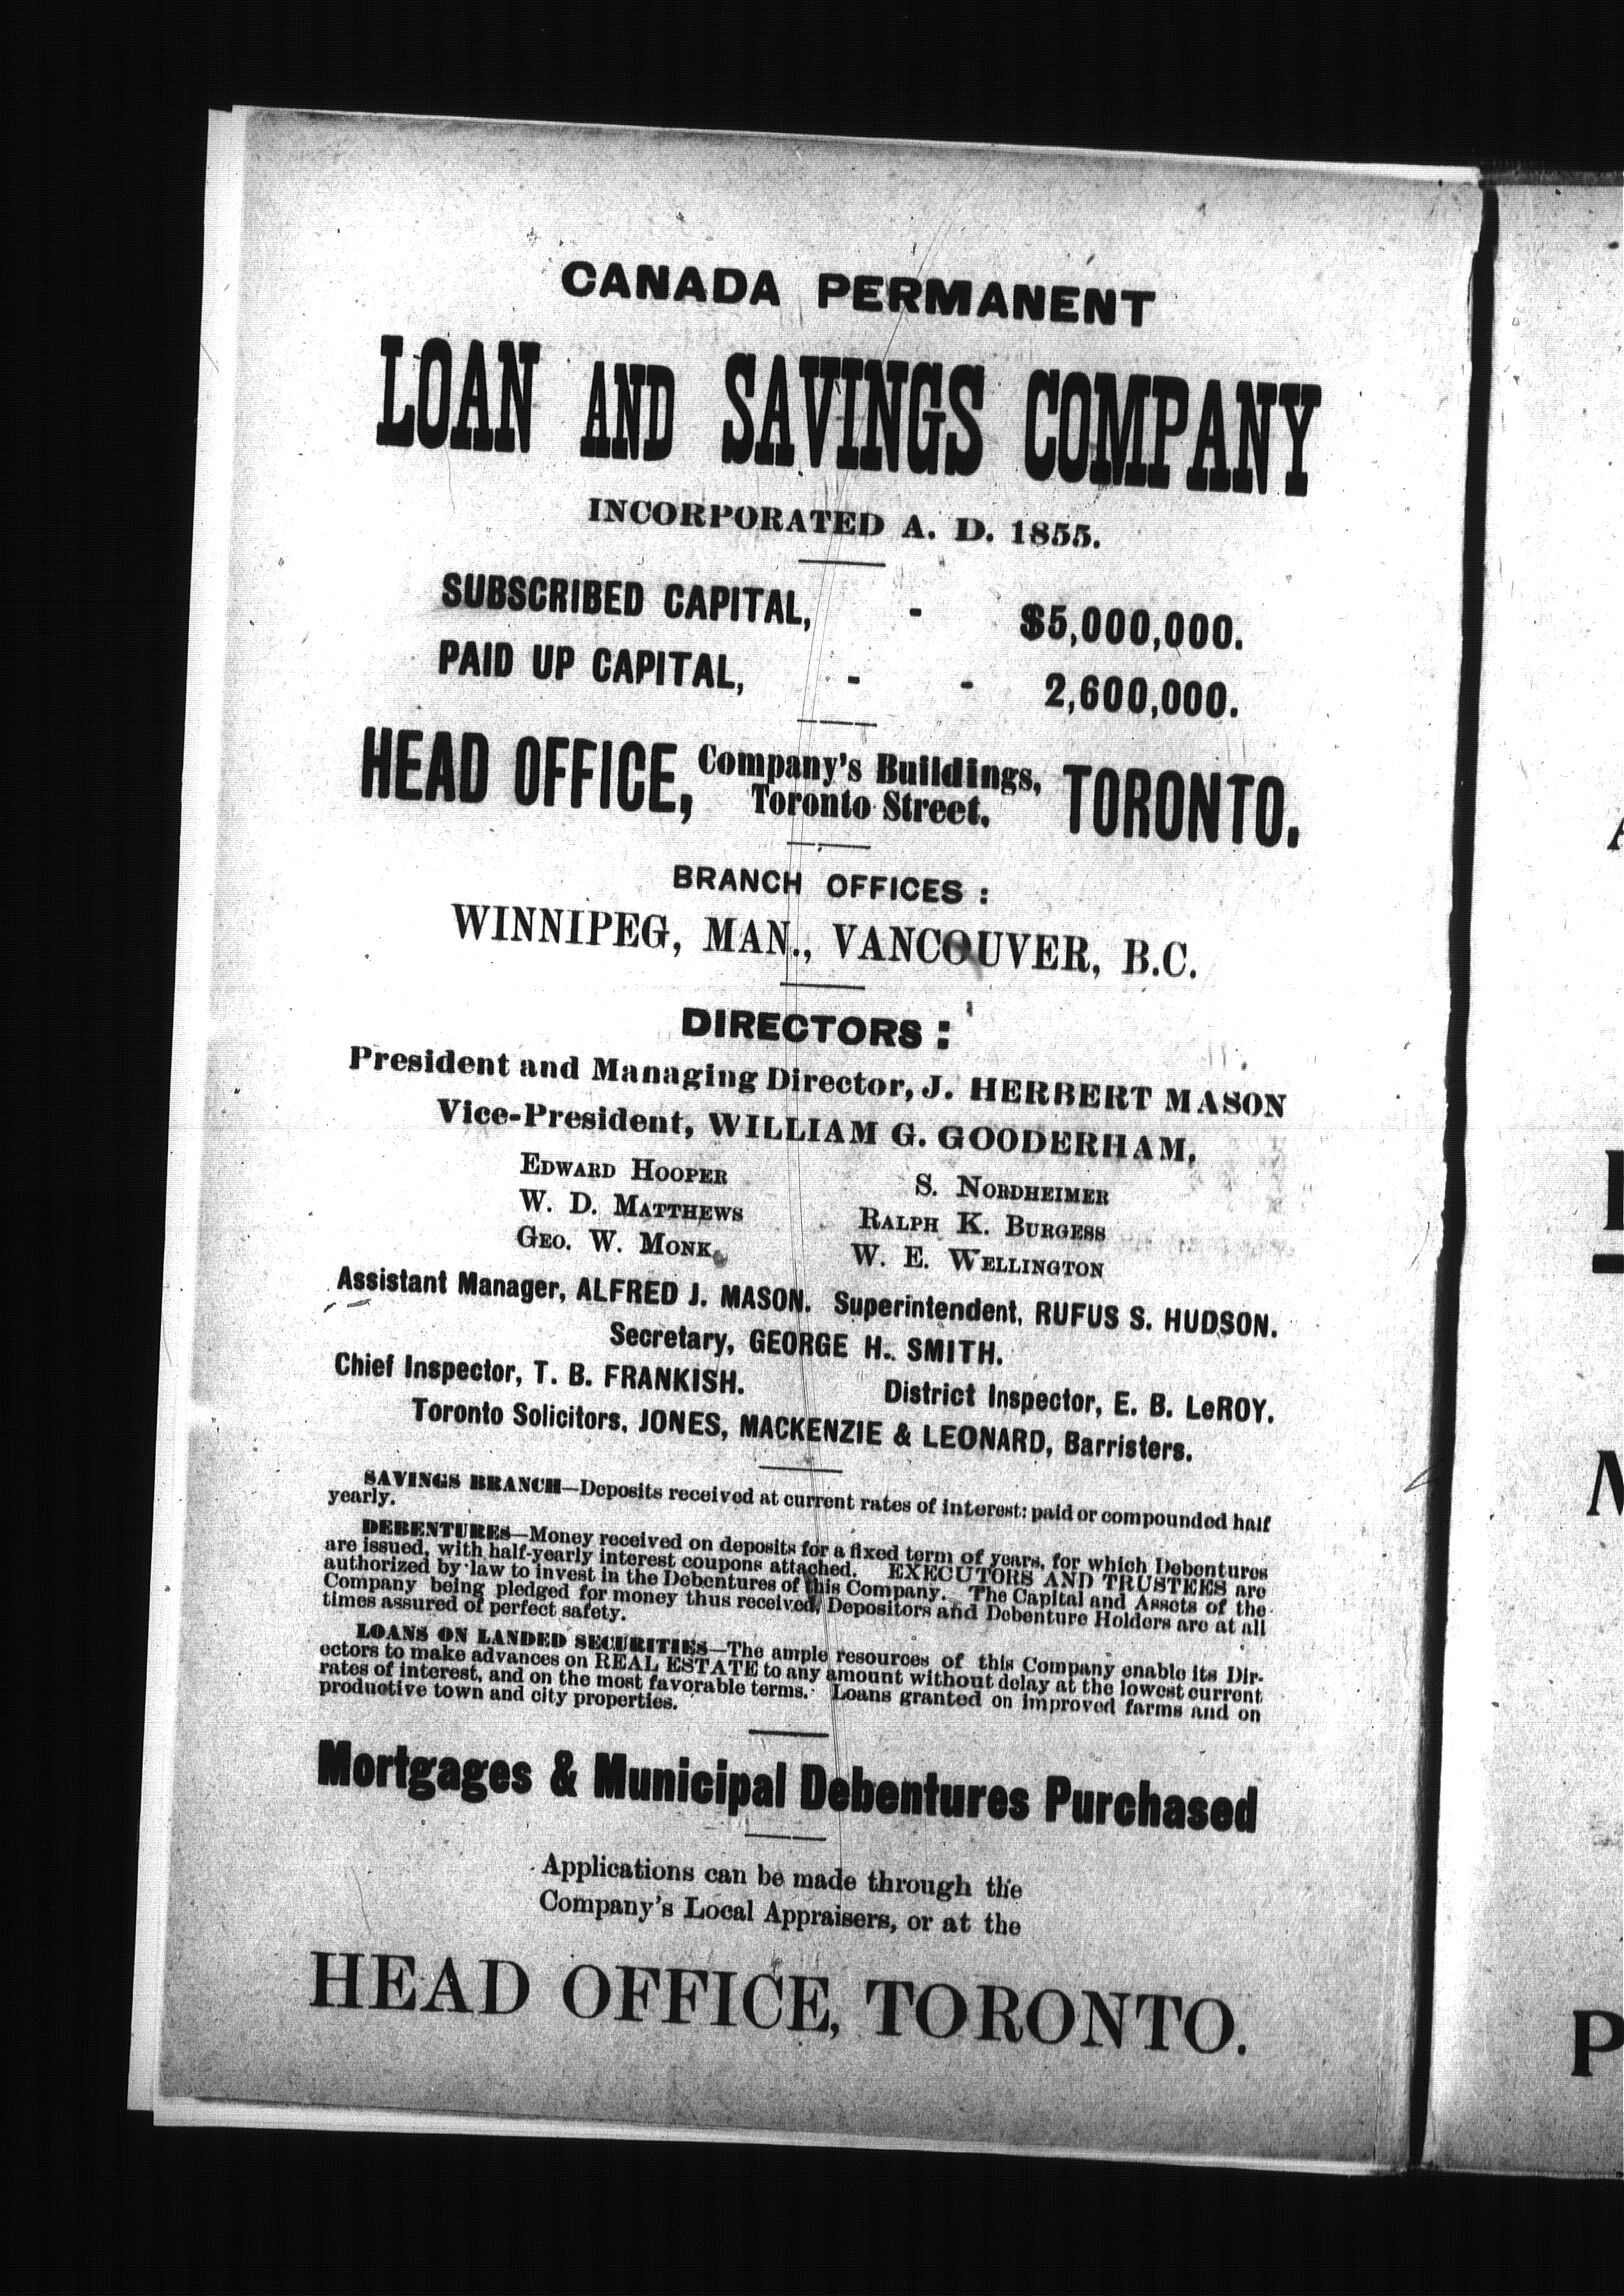 CANADA PERMANENT
LOAN AND SAVINGS COMPANY
INCORPORATED A. D. 1855.
SUBSCRIBED CAPITAL, - $5,000,000.
PAID UP CAPITAL, - - 2,600,000.
HEAD OFFICE, Company's Buildings, Toronto Street. TORONTO.
BRANCH OFFICES :
WINNIPEG, MAN., VANCOUVER, B.C.
DIRECTORS :
President and Managing Director, J. HERBERT MASON
Vice-President, WILLIAM G. GOODERHAM,
EDWARD HOOPER S. NORDHEIMER
W. D. MATTHEWS RALPH K. BURGESS
GEO. W. MONK W. E. WELLINGTON
Assistant Manager, ALFRED J. MASON. Superintendent, RUFUS S. HUDSON.
Secretary, GEORGE H. SMITH.
Chief Inspector, T. B. FRANKISH. District Inspector, E. B. LeROY.
Toronto Solicitors, JONES, MACKENZIE & LEONARD, Barristers.
SAVINGS BRANCH—Deposits received at current rates of interest: paid or compounded half
yearly.
DEBENTURES—Money received on deposits for a fixed term of years, for which Debentures
are issued, with half-yearly interest coupons attached. EXECUTORS AND TRUSTEES are
authorized by law to invest in the Debentures of this Company. The Capital and Assets of the
Company being pledged for money thus received, Depositors and Debenture Holders are at all
times assured of perfect safety.
LOANS ON LANDED SECURITIES—The ample resources of this Company enable its Dir-
ectors to make advances on REAL ESTATE to any amount without delay at the lowest current
rates of interest, and on the most favorable terms. Loans granted on improved farms and on
productive town and city properties.
Mortgages & Municipal Debentures Purchased
Applications can be made through the
Company's Local Appraisers, or at the
HEAD OFFICE, TORONTO.